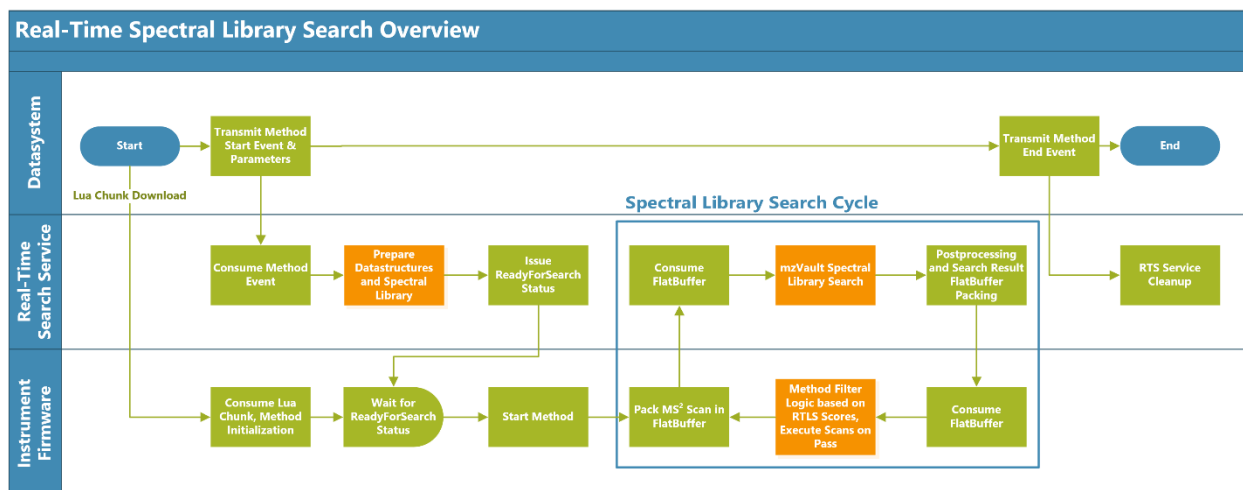 Real-Time Spectral Library Search Overview
Datasystem
Start
Transmit Method
Start Event &
Parameters
Transmit Method
End Event
End
Lua Chunk Download
Spectral Library Search Cycle
Real-Time
Search Service
Consume Method
Event
Prepare
Datastructures
and Spectral
Library
Issue
ReadyForSearch
Status
Consume
FlatBuffer
mzVault Spectral
Library Search
Postprocessing
and Search Result
FlatBuffer
Packing
RTS Service
Cleanup
Instrument
Firmware
Consume Lua
Chunk, Method
Initialization
Wait for
ReadyForSearch
Status
Start Method
Pack MS² Scan in
FlatBuffer
Method Filter
Logic based on
RTLS Scores,
Execute Scans on
Pass
Consume
FlatBuffer